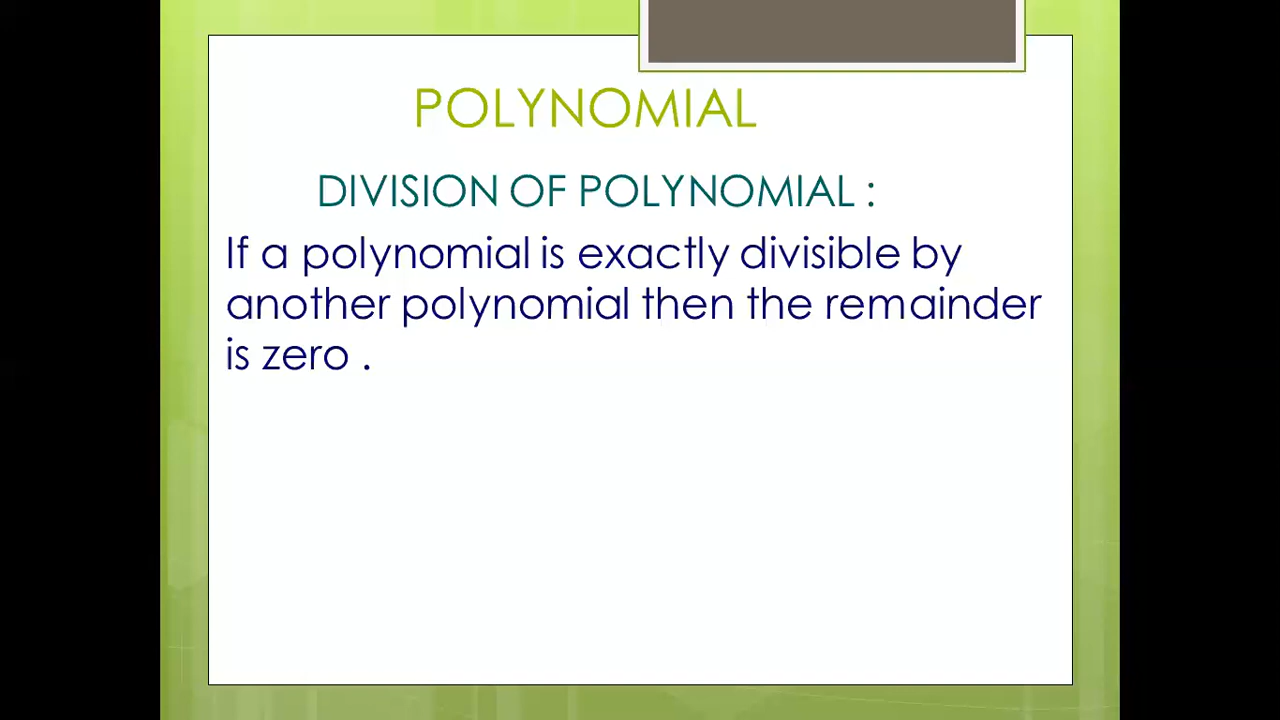 POLYNOMIAL
DIVISION OF POLYNOMIAL :
If a polynomial is exactly divisible by
another polynomial then the remainder
is zero .